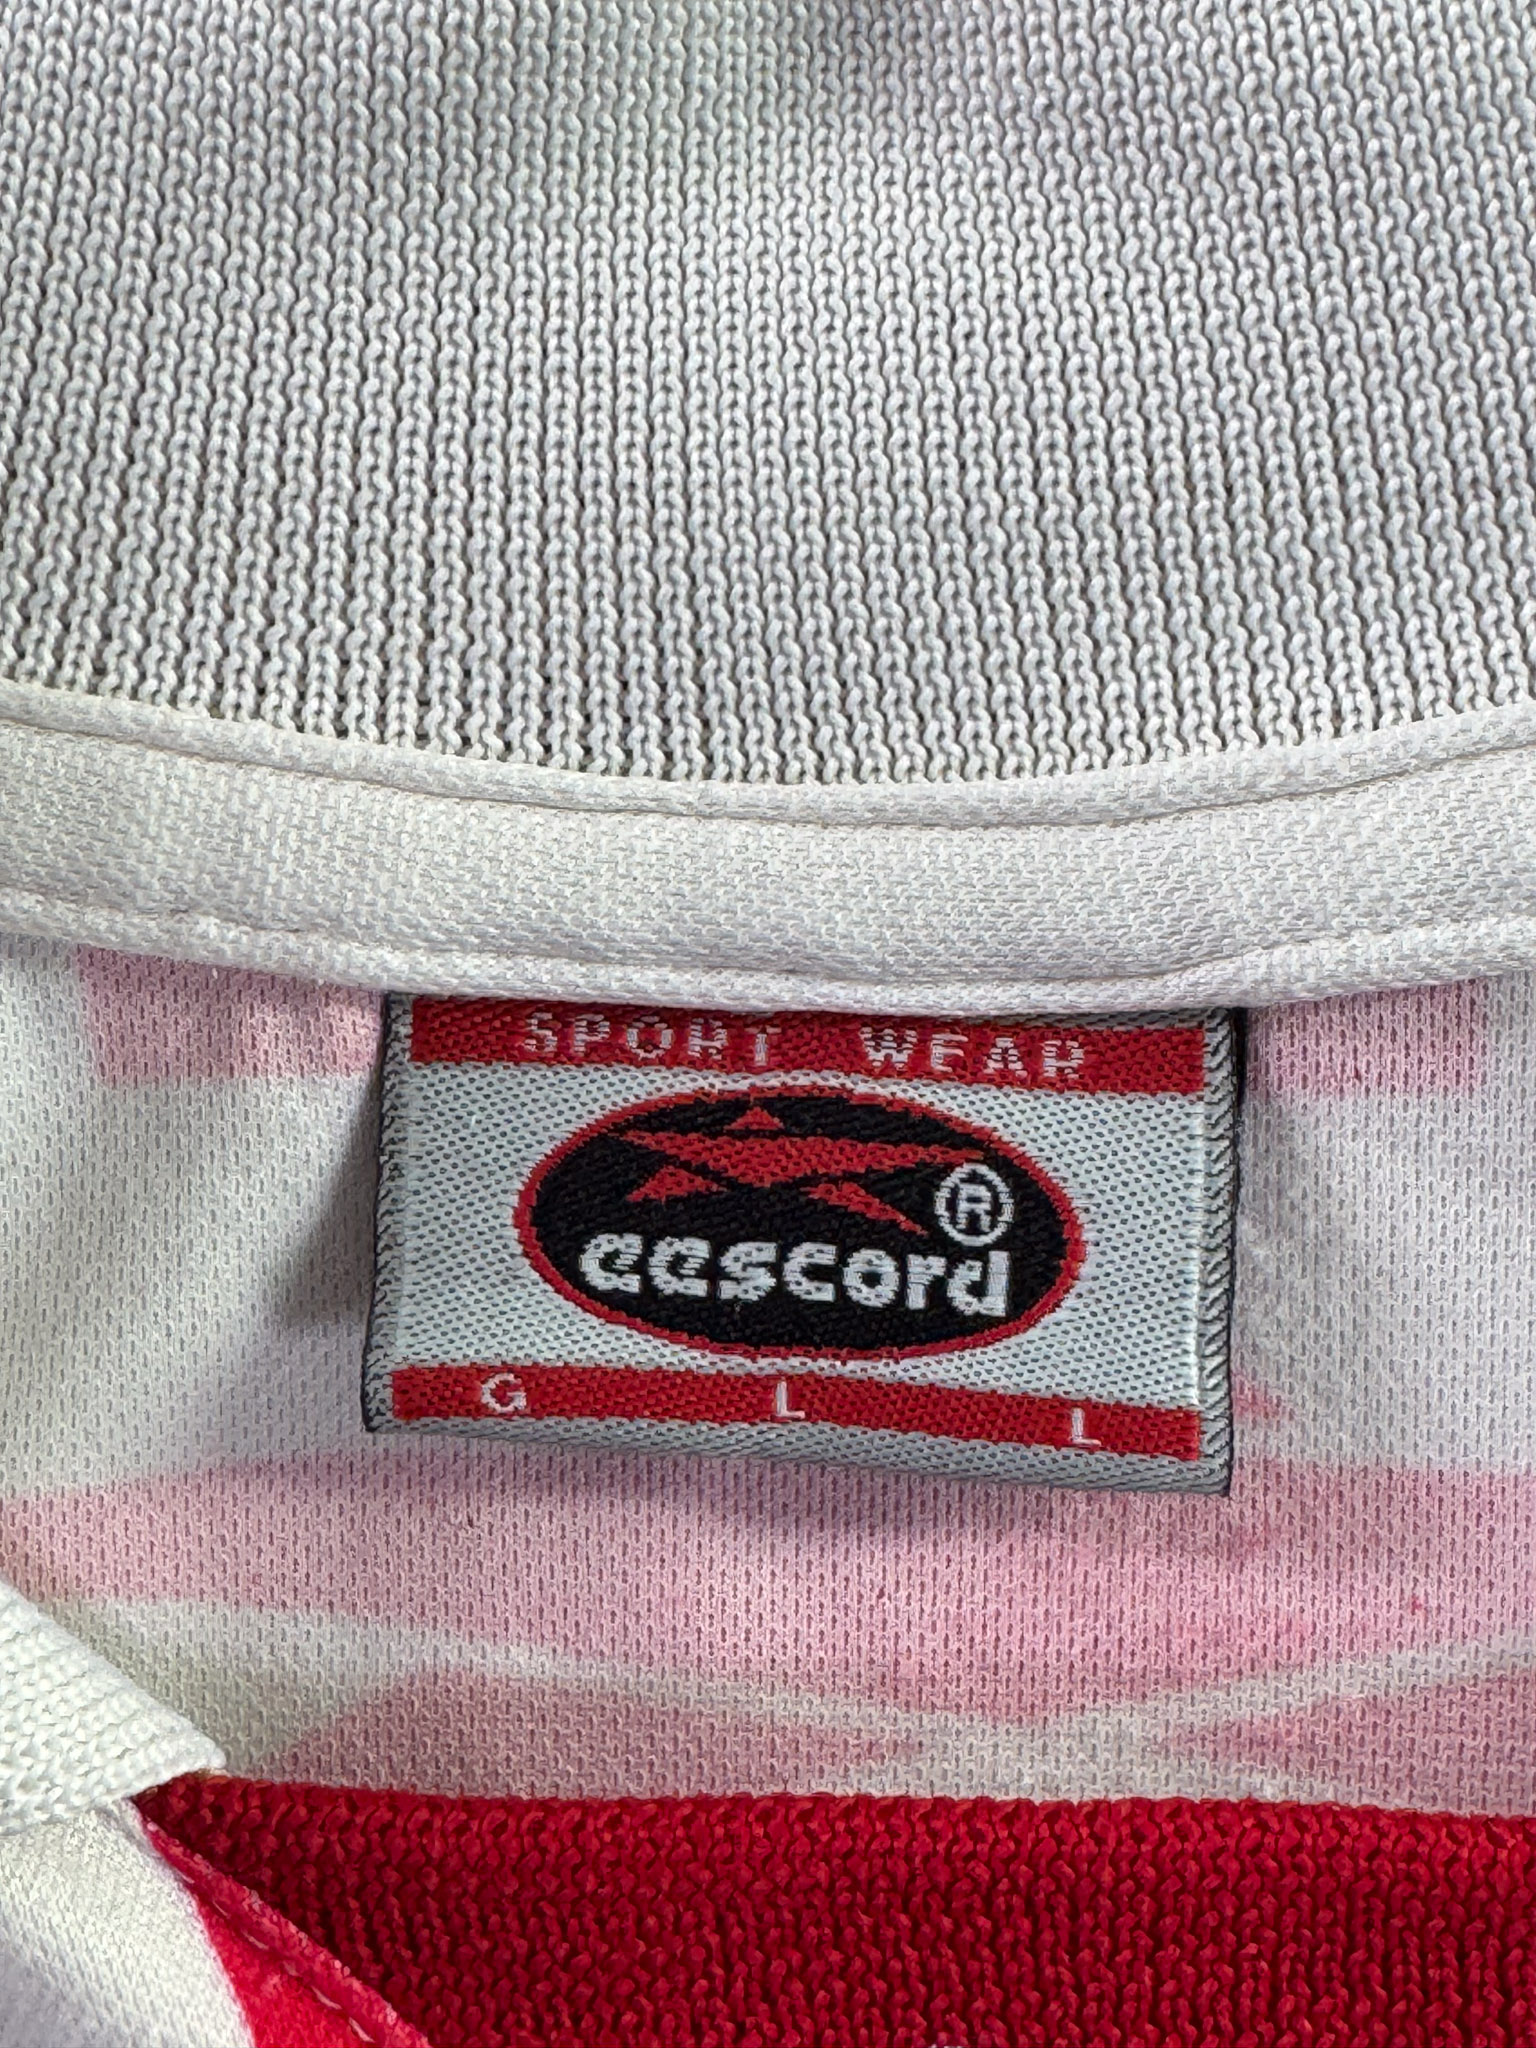 SPORT WEAR
®
eescord
G L L